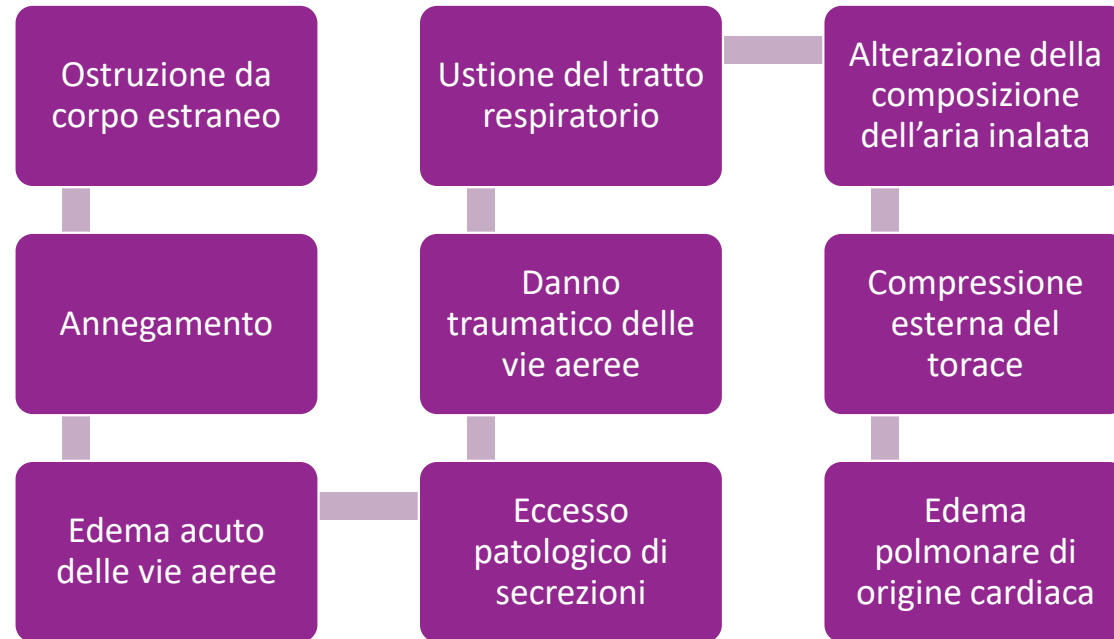 Ostruzione da
corpo estraneo
Annegamento
Edema acuto
delle vie aeree
Eccesso
patologico di
secrezioni
Danno
traumatico delle
vie aeree
Ustione del tratto
respiratorio
Alterazione della
composizione
dell’aria inalata
Compressione
esterna del
torace
Edema
polmonare di
origine cardiaca